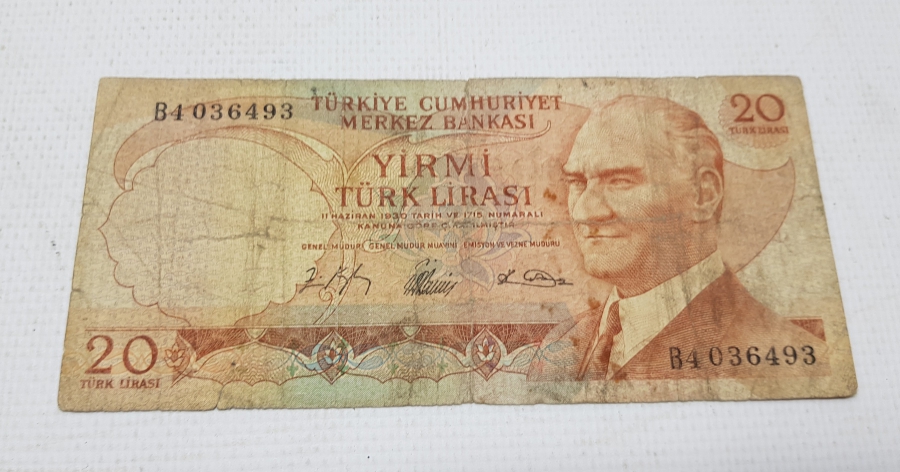 B4 036493
TÜRKİYE CUMHURİYET
MERKEZ BANKASI
20
TÜRK LİRASI
YİRMİ
TÜRK LİRASI
11 HAZİRAN 1930 TARİH VE 1715 NUMARALI
KANUNA GÖRE
GENEL MÜDÜR GENEL MÜDÜR MUAVİNİ EMİSYON VE VEZNE MÜDÜRÜ
20
TÜRK LİRASI
B4 036493